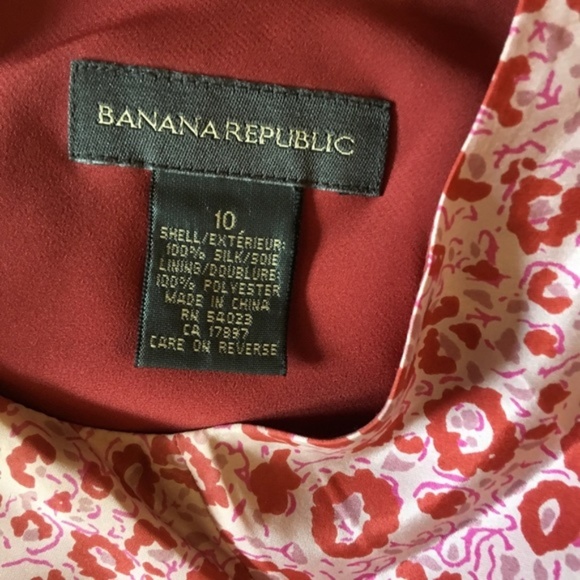 BANANA REPUBLIC
10
SHELL/EXTÉRIEUR:
100% SILK/SOIE
LINING/DOUBLURE:
100% POLYESTER
MADE IN CHINA
RN 54023
CA 17897
CARE ON REVERSE